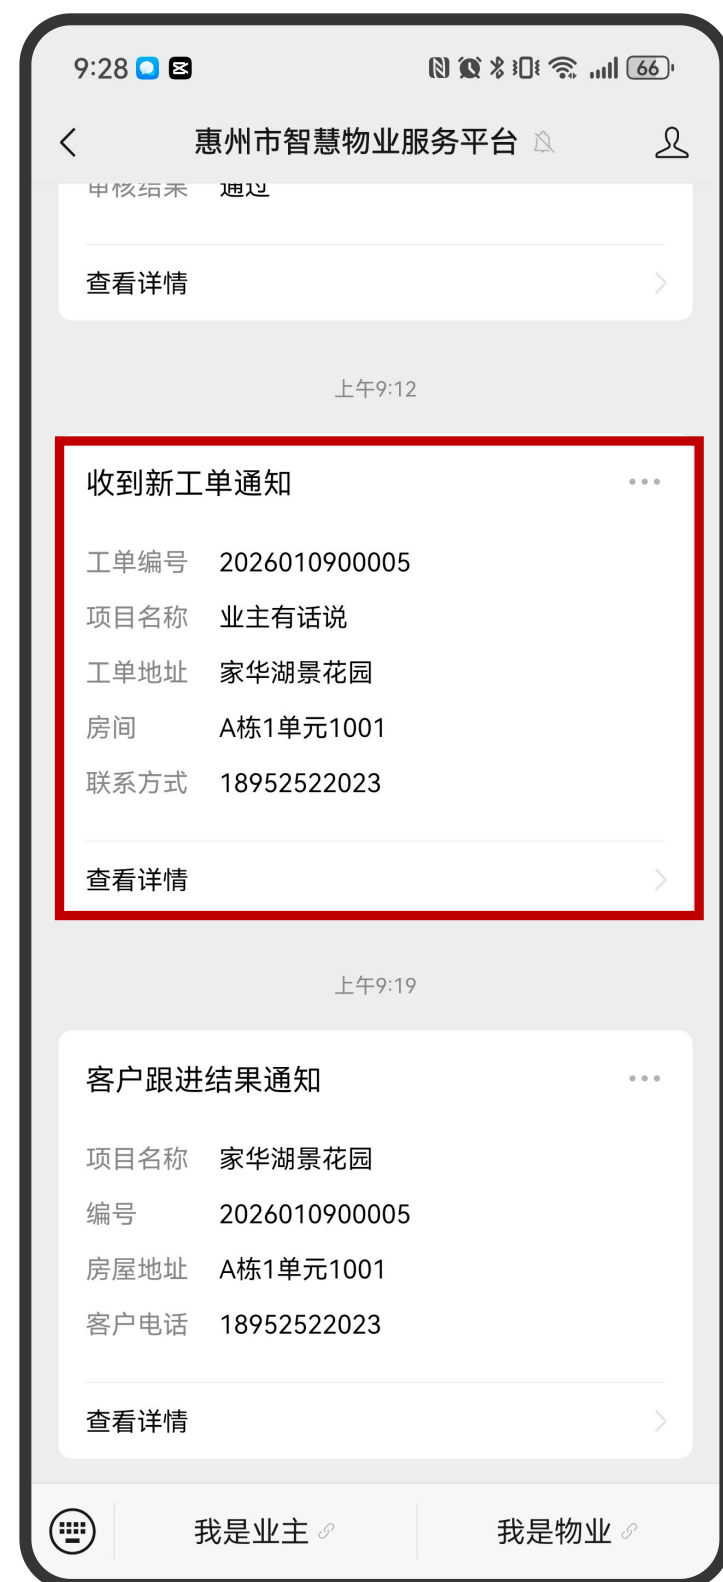 9:28
66
惠州市智慧物业服务平台
审核结果 通过
查看详情
上午9:12
收到新工单通知
工单编号 2026010900005
项目名称 业主有话说
工单地址 家华湖景花园
房间 A栋1单元1001
联系方式 18952522023
查看详情
上午9:19
客户跟进结果通知
项目名称 家华湖景花园
编号 2026010900005
房屋地址 A栋1单元1001
客户电话 18952522023
查看详情
我是业主 我是物业